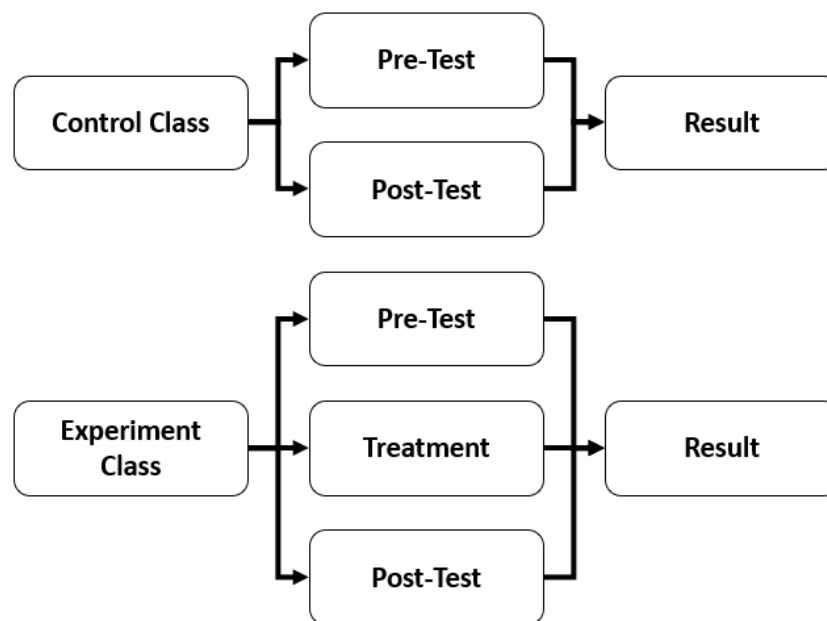 Pre-Test
Control Class
Result
Post-Test
Pre-Test
Experiment
Class
Treatment
Result
Post-Test